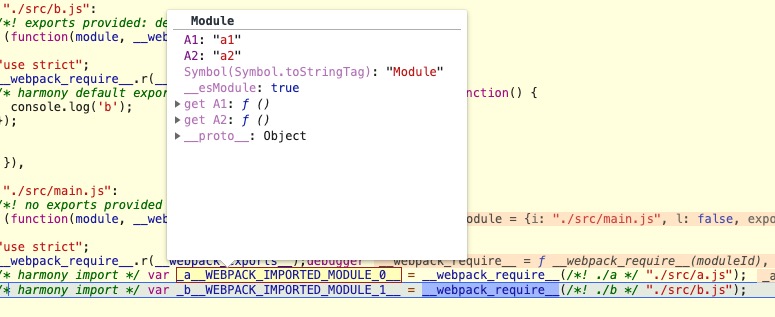 "./src/b.js":
/*! exports provided: de
(function(module, __web
"use strict";
__webpack_require__.r(__
/* harmony default expor
nction() {
console.log('b');
});
}),
"./src/main.js":
/*! no exports provided
(function(module, __web
odule = {i: "./src/main.js", l: false, expo
"use strict";
__webpack_require__.r(__webpack_exports__);debugger __webpack_require__ = ƒ __webpack_require__(moduleId),
/* harmony import */ var _a__WEBPACK_IMPORTED_MODULE_0__ = __webpack_require__(/*! ./a */ "./src/a.js"); _a
/* harmony import */ var _b__WEBPACK_IMPORTED_MODULE_1__ = __webpack_require__(/*! ./b */ "./src/b.js");
Module
A1: "a1"
A2: "a2"
Symbol(Symbol.toStringTag): "Module"
__esModule: true
get A1: ƒ ()
get A2: ƒ ()
__proto__: Object